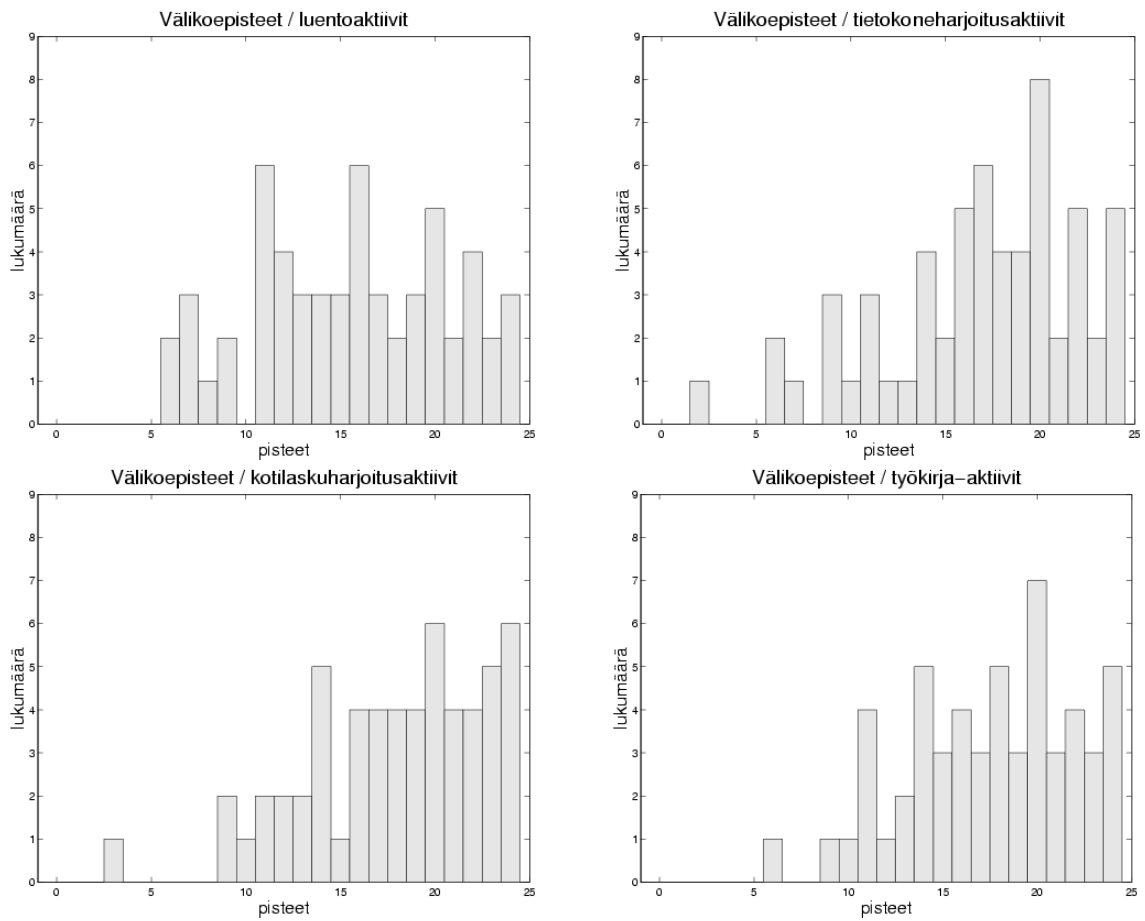 Välikoepisteet / luentoaktiivit
9
8
7
6
5
4
3
2
1
0
lukumäärä
0 5 10 15 20 25
pisteet
Välikoepisteet / tietokoneharjoitusaktiivit
9
8
7
6
5
4
3
2
1
0
lukumäärä
0 5 10 15 20 25
pisteet
Välikoepisteet / kotilaskuharjoitusaktiivit
9
8
7
6
5
4
3
2
1
0
lukumäärä
0 5 10 15 20 25
pisteet
Välikoepisteet / työkirja−aktiivit
9
8
7
6
5
4
3
2
1
0
lukumäärä
0 5 10 15 20 25
pisteet